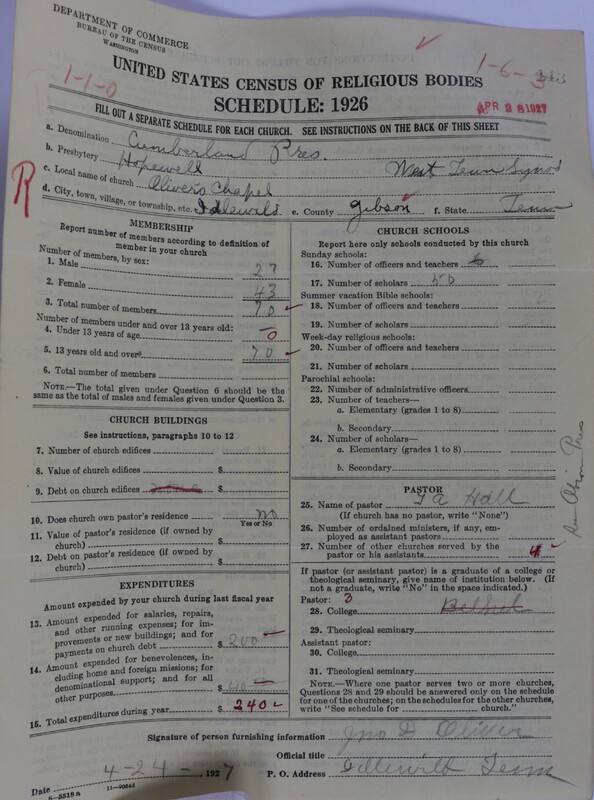 DEPARTMENT OF COMMERCE
BUREAU OF THE CENSUS
WASHINGTON
1-1-0
1-6-3
UNITED STATES CENSUS OF RELIGIOUS BODIES
SCHEDULE: 1926
APR 28 1927
FILL OUT A SEPARATE SCHEDULE FOR EACH CHURCH. SEE INSTRUCTIONS ON THE BACK OF THIS SHEET
a. Denomination Cumberland Pres.
b. Presbytery Hopewell West Tenn Synod
c. Local name of church Oliver's Chapel
d. City, town, village, or township, etc. Idlewild e. County Gibson f. State Tenn
R
MEMBERSHIP
Report number of members according to definition of
member in your church
Number of members, by sex:
1. Male 27
2. Female 43
3. Total number of members 70
Number of members under and over 13 years old:
4. Under 13 years of age 0
5. 13 years old and over 70
6. Total number of members
NOTE.—The total given under Question 6 should be
same as the total of males and females given under Question 3.
CHURCH BUILDINGS
See instructions, paragraphs 10 to 12
7. Number of church edifices
8. Value of church edifices $
9. Debt on church edifices $
10. Does church own pastor's residence no
Yes or No
11. Value of pastor's residence (if owned by
church) $
12. Debt on pastor's residence (if owned by
church) $
EXPENDITURES
Amount expended by your church during last fiscal year
13. Amount expended for salaries, repairs,
and other running expenses; for im-
provements or new buildings; and for
payments on church debt $ 200
14. Amount expended for benevolences, in-
cluding home and foreign missions; for
denominational support; and for all
other purposes $ 40
15. Total expenditures during year $ 240
CHURCH SCHOOLS
Report here only schools conducted by this church
Sunday schools:
16. Number of officers and teachers 6
17. Number of scholars 50
Summer vacation Bible schools:
18. Number of officers and teachers
19. Number of scholars
Week-day religious schools:
20. Number of officers and teachers
21. Number of scholars
Parochial schools:
22. Number of administrative officers
23. Number of teachers—
a. Elementary (grades 1 to 8)
b. Secondary
24. Number of scholars—
a. Elementary (grades 1 to 8)
b. Secondary
PASTOR
25. Name of pastor Hall
(If church has no pastor, write "None")
26. Number of ordained ministers, if any, em-
ployed as assistant pastors
27. Number of other churches served by the
pastor or his assistants 4
If pastor (or assistant pastor) is a graduate of a college or
theological seminary, give name of institution below. (If
not a graduate, write "No" in the space indicated.)
Pastor: 3
28. College Bethel
29. Theological seminary
Assistant pastor:
30. College
31. Theological seminary
NOTE.—Where one pastor serves two or more churches,
Questions 28 and 29 should be answered only on the schedule
for one of the churches; on the schedules for the other churches,
write "See schedule for church."
Signature of person furnishing information Jno D Oliver
Official title
Date 4-24-, 1927 P. O. Address Idlewild Tenn
8-5518a 11-9064d